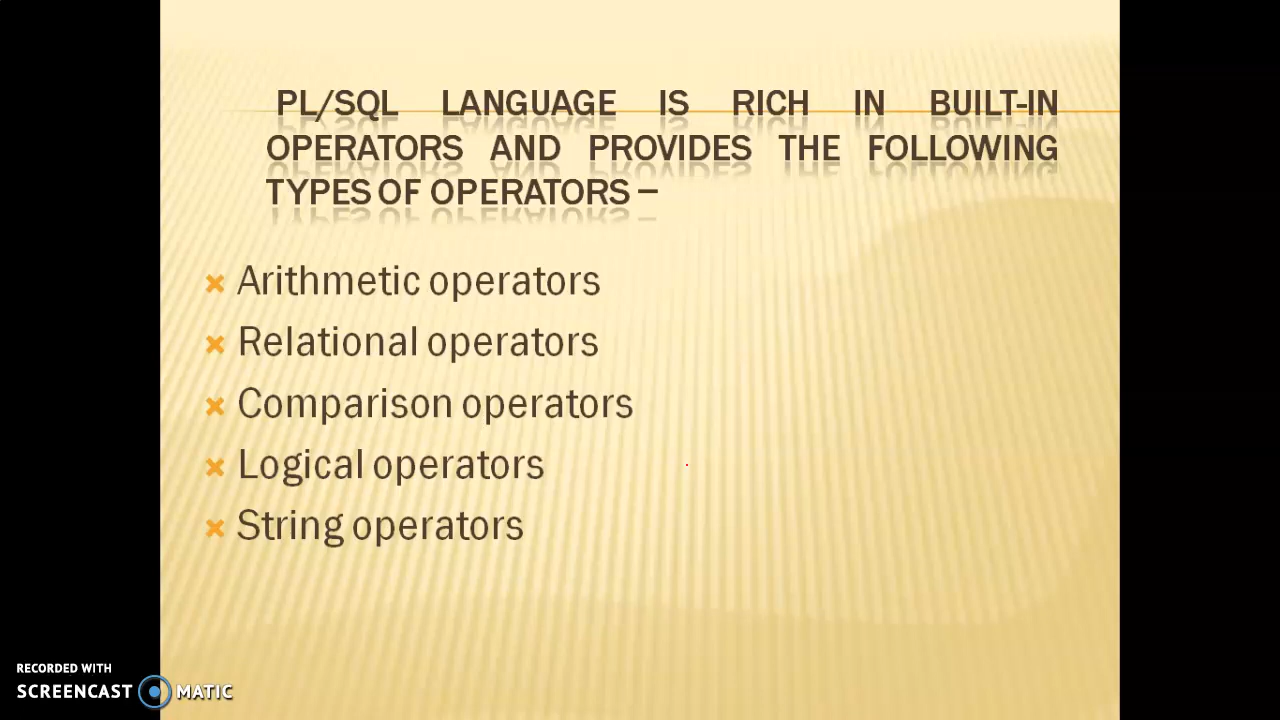 PL/SQL LANGUAGE IS RICH IN BUILT-IN
OPERATORS AND PROVIDES THE FOLLOWING
TYPES OF OPERATORS –
Arithmetic operators
Relational operators
Comparison operators
Logical operators
String operators
RECORDED WITH
SCREENCAST MATIC